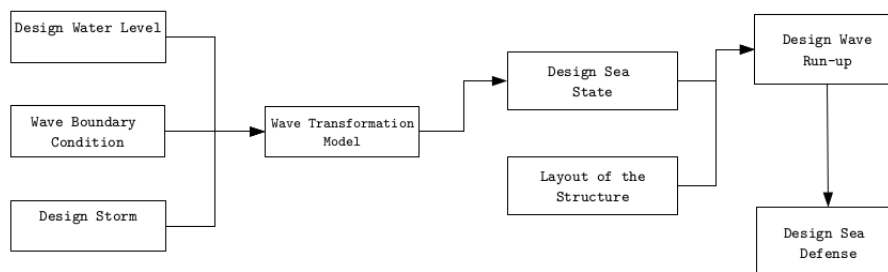 Design Water Level
Wave Boundary
Condition
Design Storm
Wave Transformation
Model
Design Sea
State
Layout of the
Structure
Design Wave
Run-up
Design Sea
Defense